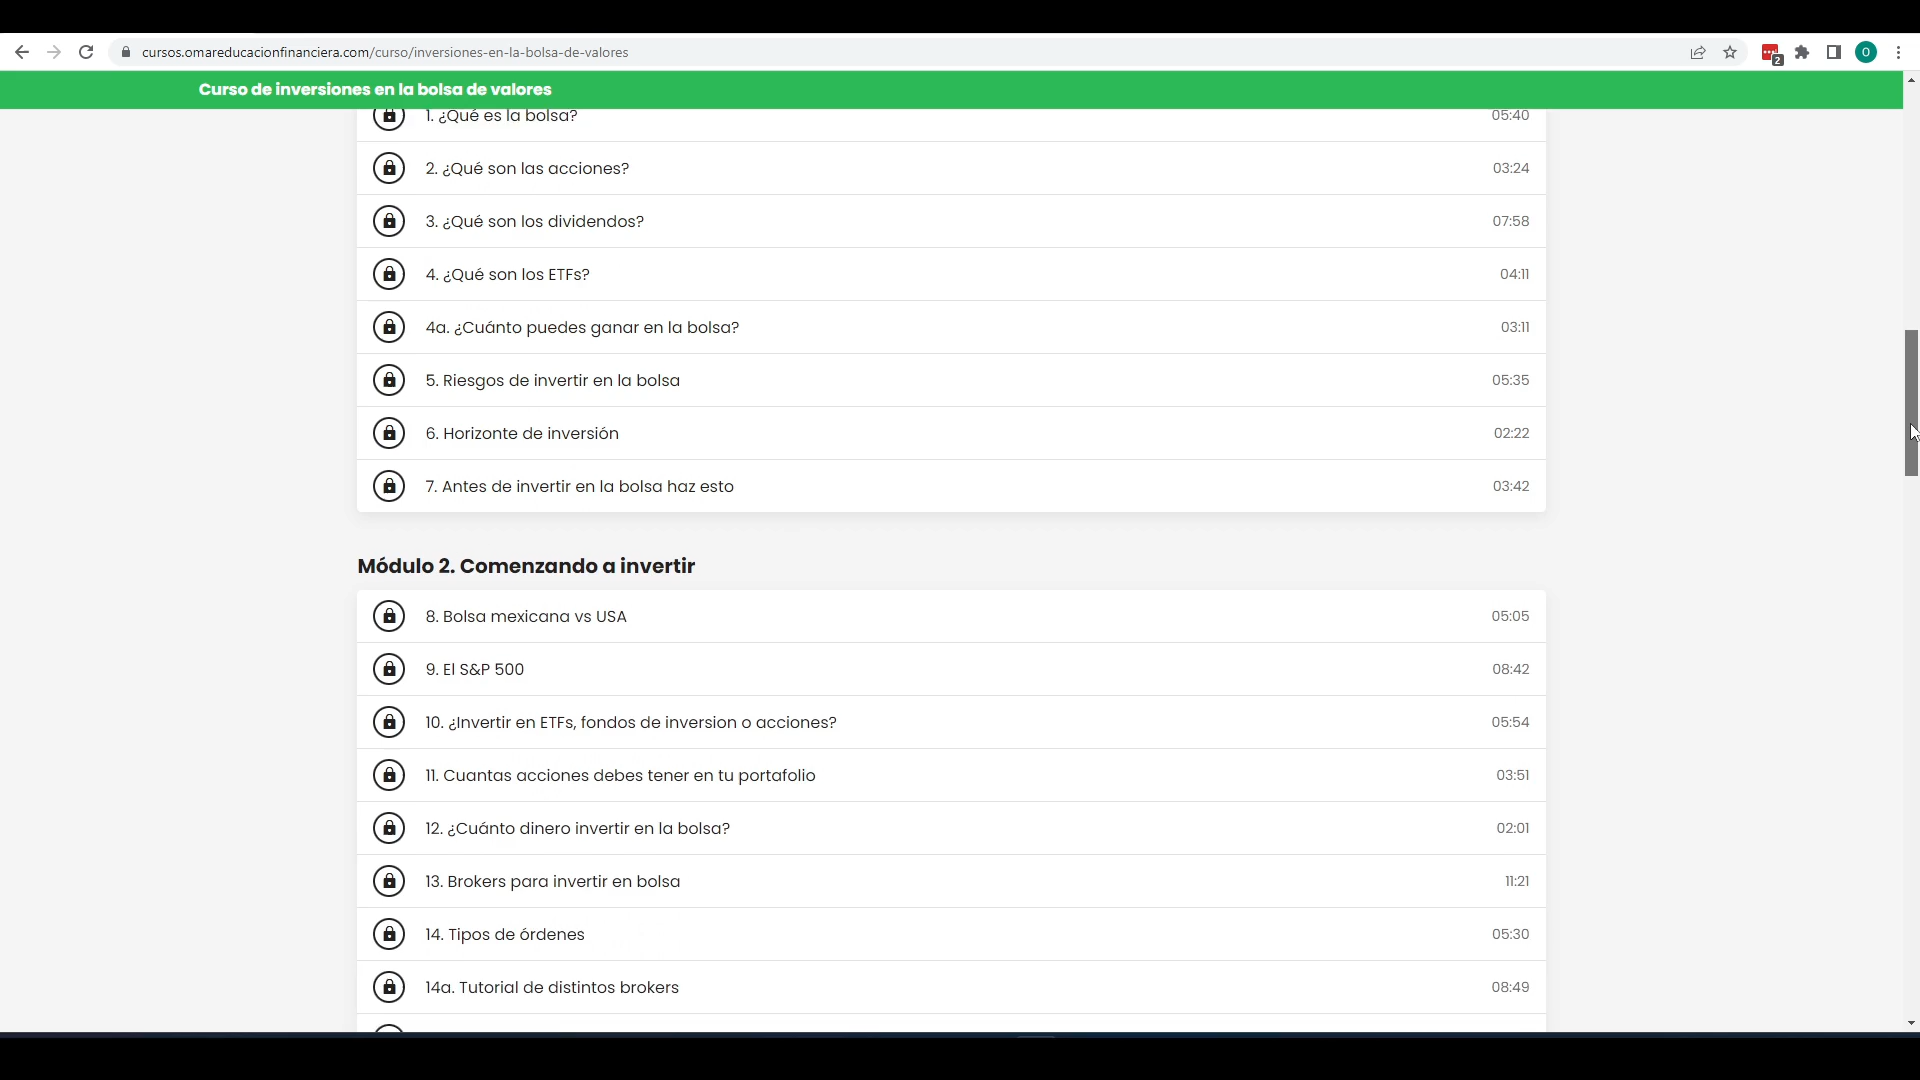 cursos.omareducacionfinanciera.com/curso/inversiones-en-la-bolsa-de-valores
2
O
Curso de inversiones en la bolsa de valores
1. ¿Qué es la bolsa? 05:40
2. ¿Qué son las acciones? 03:24
3. ¿Qué son los dividendos? 07:58
4. ¿Qué son los ETFs? 04:11
4a. ¿Cuánto puedes ganar en la bolsa? 03:11
5. Riesgos de invertir en la bolsa 05:35
6. Horizonte de inversión 02:22
7. Antes de invertir en la bolsa haz esto 03:42
Módulo 2. Comenzando a invertir
8. Bolsa mexicana vs USA 05:05
9. El S&P 500 08:42
10. ¿Invertir en ETFs, fondos de inversion o acciones? 05:54
11. Cuantas acciones debes tener en tu portafolio 03:51
12. ¿Cuánto dinero invertir en la bolsa? 02:01
13. Brokers para invertir en bolsa 11:21
14. Tipos de órdenes 05:30
14a. Tutorial de distintos brokers 08:49